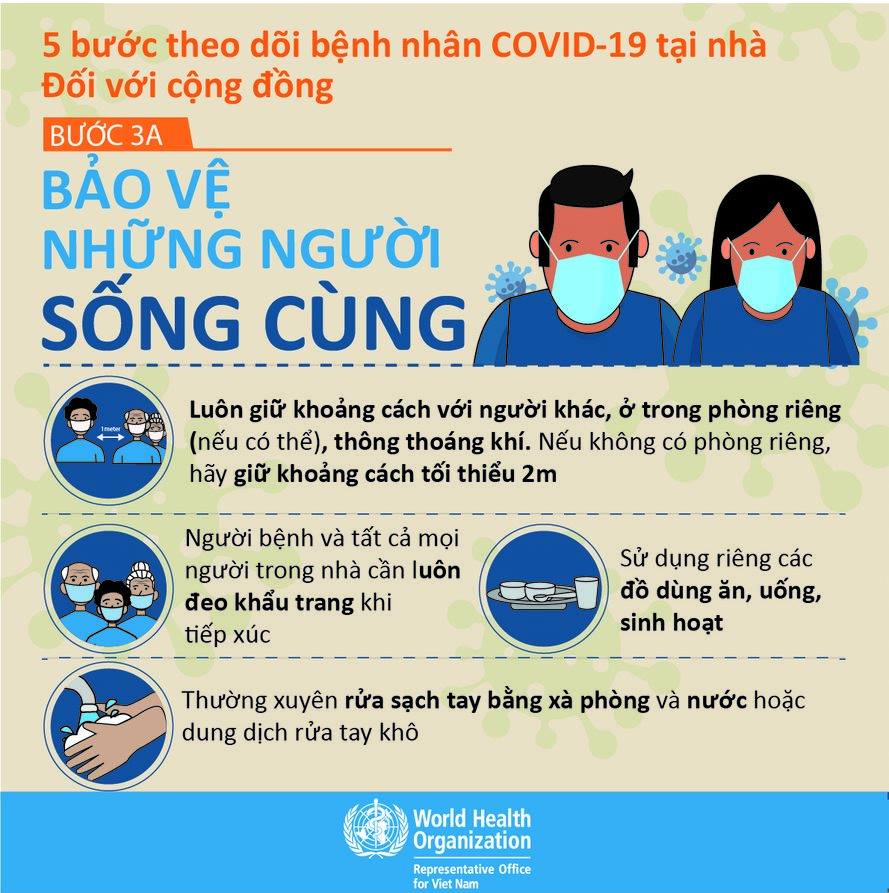 5 bước theo dõi bệnh nhân COVID-19 tại nhà
Đối với cộng đồng
BƯỚC 3A
BẢO VỆ
NHỮNG NGƯỜI
SỐNG CÙNG
1 meter
Luôn giữ khoảng cách với người khác, ở trong phòng riêng
(nếu có thể), thông thoáng khí. Nếu không có phòng riêng,
hãy giữ khoảng cách tối thiểu 2m
Người bệnh và tất cả mọi
người trong nhà cần luôn
đeo khẩu trang khi
tiếp xúc
Sử dụng riêng các
đồ dùng ăn, uống,
sinh hoạt
Thường xuyên rửa sạch tay bằng xà phòng và nước hoặc
dung dịch rửa tay khô
World Health
Organization
Representative Office
for Viet Nam